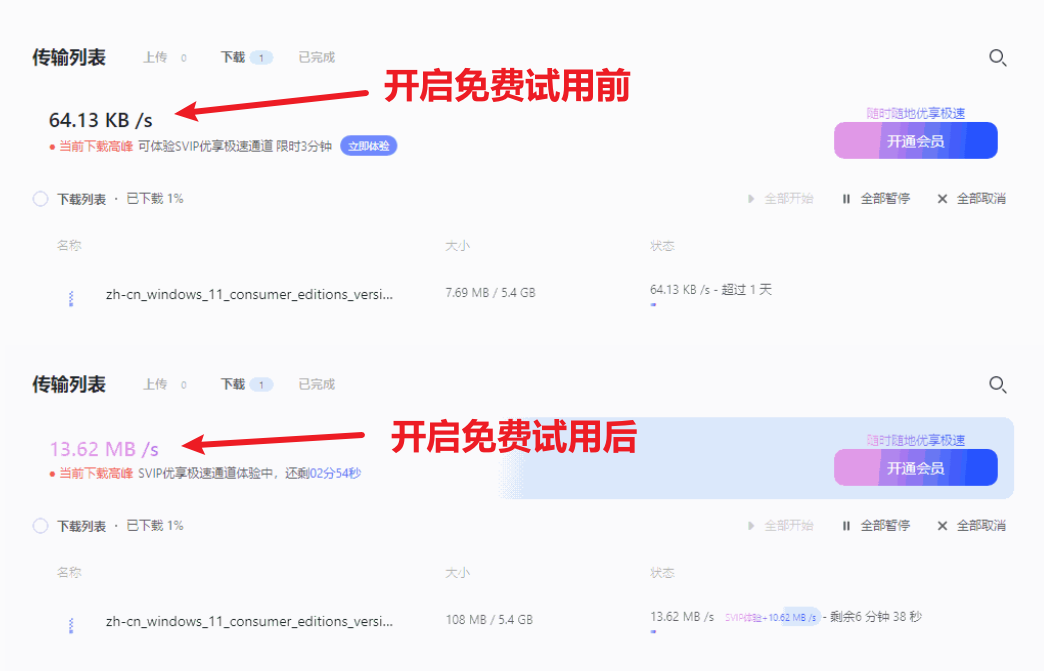 传输列表 上传 0 下载 1 已完成
开启免费试用前
64.13 KB /s
随时随地优享极速
当前下载高峰 可体验SVIP优享极速通道 限时3分钟 立即体验
开通会员
下载列表 · 已下载 1%
全部开始 全部暂停 全部取消
名称 大小 状态
zh-cn_windows_11_consumer_editions_versi... 7.69 MB / 5.4 GB 64.13 KB /s - 超过 1 天
传输列表 上传 0 下载 1 已完成
开启免费试用后
13.62 MB /s
随时随地优享极速
当前下载高峰 SVIP优享极速通道体验中，还剩02分54秒
开通会员
下载列表 · 已下载 1%
全部开始 全部暂停 全部取消
名称 大小 状态
zh-cn_windows_11_consumer_editions_versi... 108 MB / 5.4 GB 13.62 MB /s SVIP体验+10.62 MB /s - 剩余6 分钟 38 秒